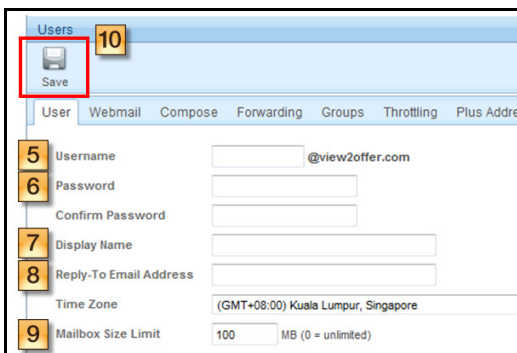 Users
10
Save
User Webmail Compose Forwarding Groups Throttling Plus Addre
5 Username @view2offer.com
6 Password
Confirm Password
7 Display Name
8 Reply-To Email Address
Time Zone (GMT+08:00) Kuala Lumpur, Singapore
9 Mailbox Size Limit 100 MB (0 = unlimited)